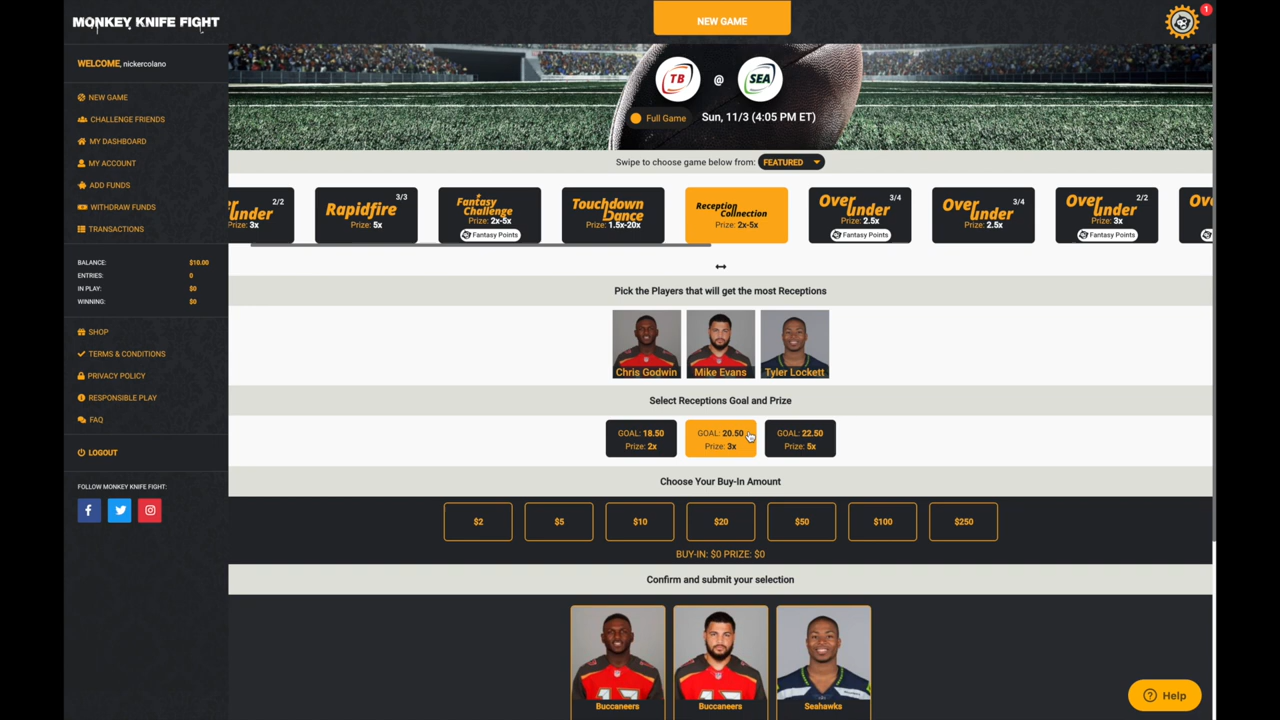 MONKEY KNIFE FIGHT
NEW GAME
1
WELCOME, nickercolano
NEW GAME
CHALLENGE FRIENDS
MY DASHBOARD
MY ACCOUNT
ADD FUNDS
WITHDRAW FUNDS
TRANSACTIONS
BALANCE: $10.00
ENTRIES: 0
IN PLAY: $0
WINNING: $0
SHOP
TERMS & CONDITIONS
PRIVACY POLICY
RESPONSIBLE PLAY
FAQ
LOGOUT
FOLLOW MONKEY KNIFE FIGHT:
TB @ SEA
Full Game Sun, 11/3 (4:05 PM ET)
Swipe to choose game below from: FEATURED
2/2
under
Prize: 3x
3/3
Rapidfire
Prize: 5x
Fantasy
Challenge
Prize: 2x-5x
Fantasy Points
Touchdown
Dance
Prize: 1.5x-20x
Reception
Connection
Prize: 2x-5x
3/4
Over
under
Prize: 2.5x
Fantasy Points
3/4
Over
under
Prize: 2.5x
2/2
Over
under
Prize: 3x
Fantasy Points
Pick the Players that will get the most Receptions
Chris Godwin Mike Evans Tyler Lockett
Select Receptions Goal and Prize
GOAL: 18.50 GOAL: 20.50 GOAL: 22.50
Prize: 2x Prize: 3x Prize: 5x
Choose Your Buy-In Amount
$2 $5 $10 $20 $50 $100 $250
BUY-IN: $0 PRIZE: $0
Confirm and submit your selection
Buccaneers Buccaneers Seahawks
Help